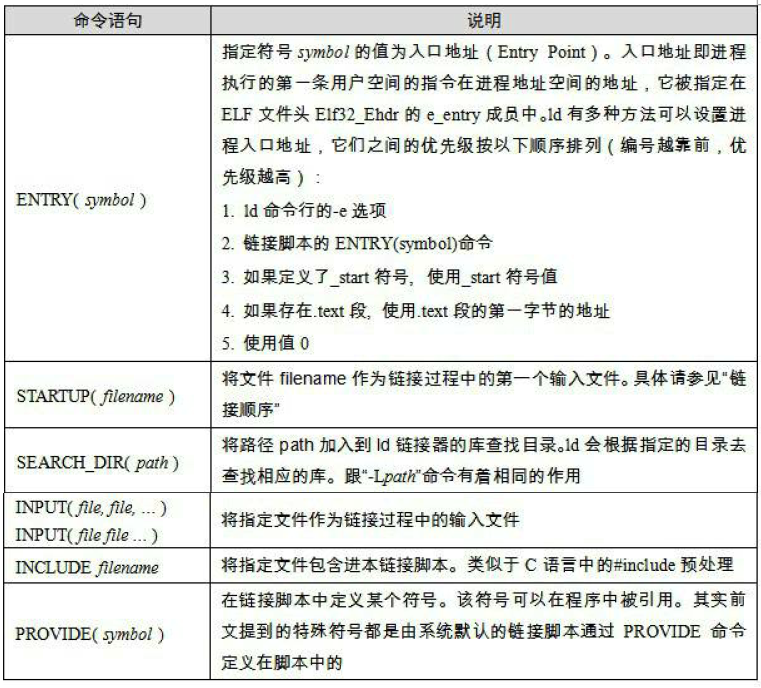 命令语句 说明
指定符号 symbol 的值为入口地址（Entry Point）。入口地址即进程
执行的第一条用户空间的指令在进程地址空间的地址，它被指定在
ELF 文件头 Elf32_Ehdr 的 e_entry 成员中。ld 有多种方法可以设置进
程入口地址，它们之间的优先级按以下顺序排列（编号越靠前，优
先级越高）：
ENTRY( symbol )
1. ld 命令行的-e 选项
2. 链接脚本的 ENTRY(symbol)命令
3. 如果定义了_start 符号，使用_start 符号值
4. 如果存在.text 段，使用.text 段的第一字节的地址
5. 使用值 0
STARTUP( filename )
将文件 filename 作为链接过程中的第一个输入文件。具体请参见“链
接顺序”
SEARCH_DIR( path )
将路径 path 加入到 ld 链接器的库查找目录。ld 会根据指定的目录去
查找相应的库。跟“-Lpath”命令有着相同的作用
INPUT( file, file, … )
INPUT( file file … )
将指定文件作为链接过程中的输入文件
INCLUDE filename
将指定文件包含进本链接脚本。类似于 C 语言中的#include 预处理
PROVIDE( symbol )
在链接脚本中定义某个符号。该符号可以在程序中被引用。其实前
文提到的特殊符号都是由系统默认的链接脚本通过 PROVIDE 命令
定义在脚本中的